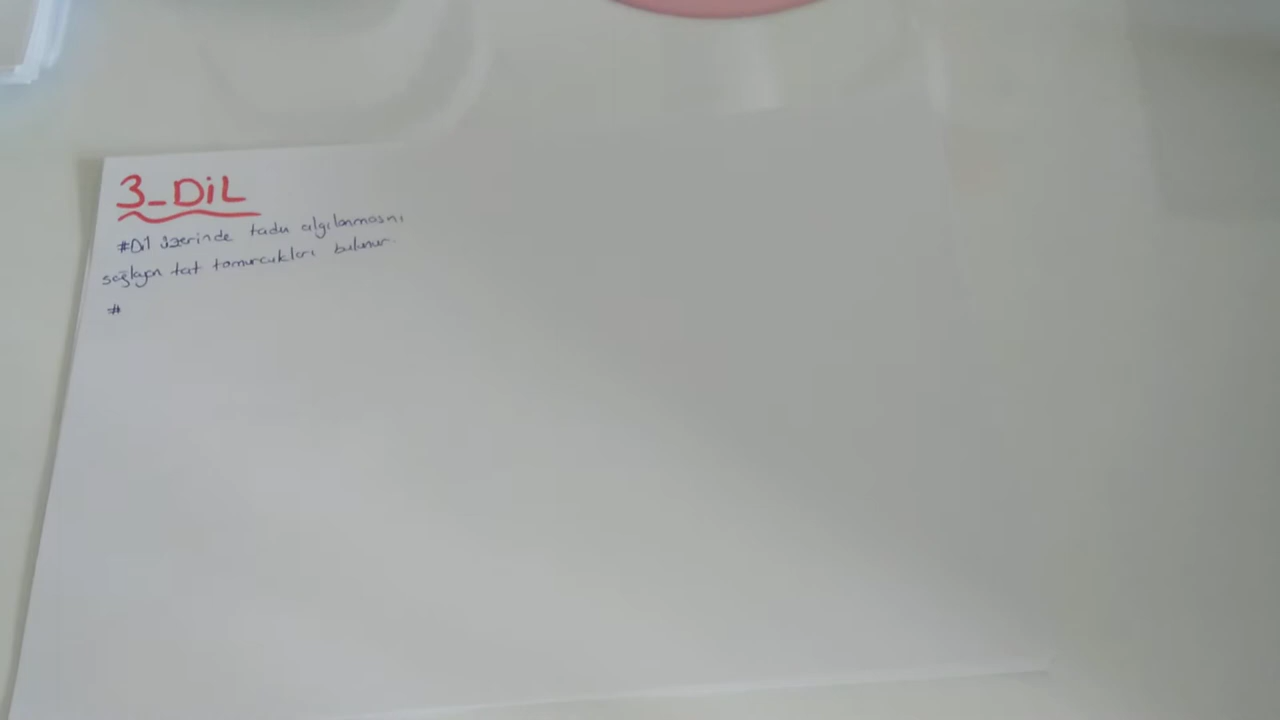 3_DiL
#Dil üzerinde tadın algılanmasını
sağlayan tat tomurcukları bulunur.
#